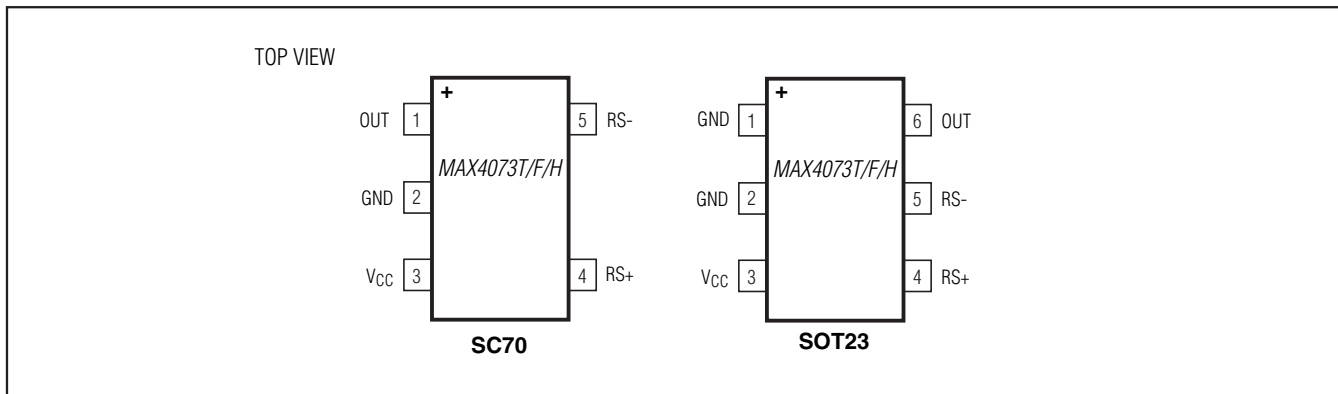 TOP VIEW
+
OUT 1 5 RS-
MAX4073T/F/H
GND 2
VCC 3 4 RS+
SC70
+
GND 1 6 OUT
MAX4073T/F/H
GND 2 5 RS-
VCC 3 4 RS+
SOT23